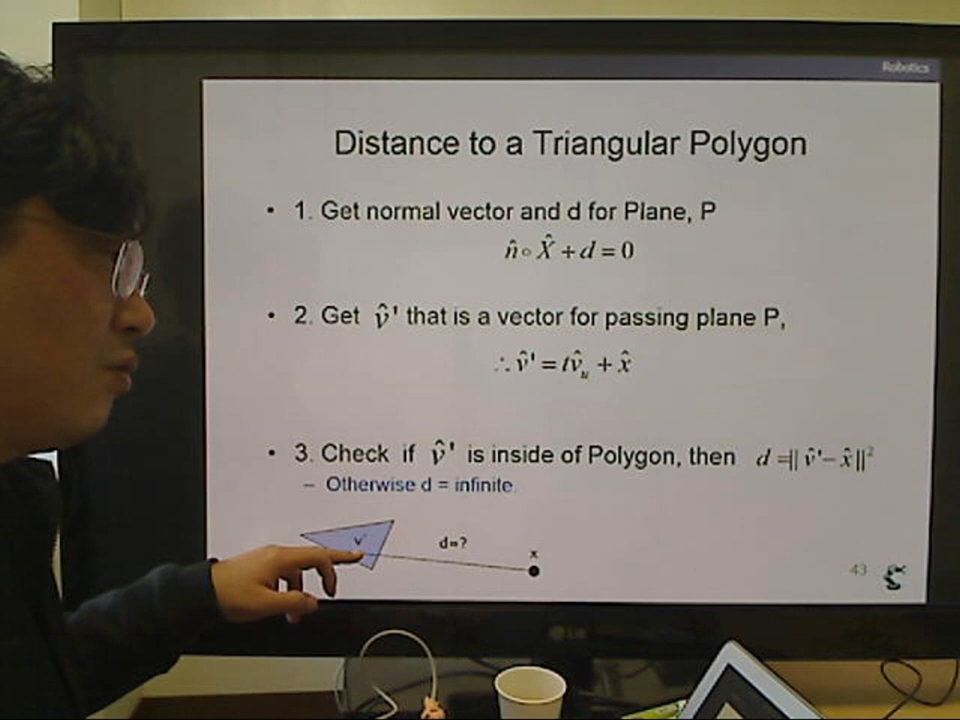 Robotics
Distance to a Triangular Polygon
• 1. Get normal vector and d for Plane, P
n̂ ∘ X̂ + d = 0
• 2. Get v̂' that is a vector for passing plane P,
∴ v̂' = tv̂ᵤ + x̂
• 3. Check if v̂' is inside of Polygon, then d =|| v̂'− x̂ ||²
– Otherwise d = infinite.
v'
d=?
x
43
LG